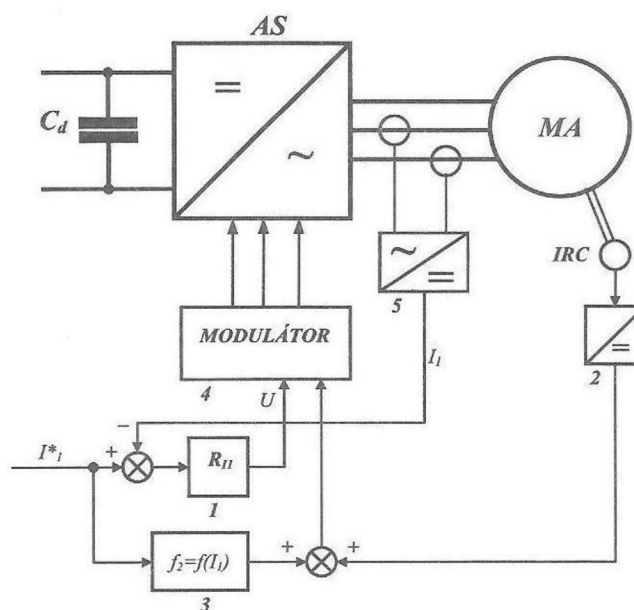 AS
=
~
C_d
MA
IRC
~
=
5
=
2
MODULÁTOR
4
U
I_1
−
I*_1
+
R_I1
1
f_2=f(I_1)
3
+
+